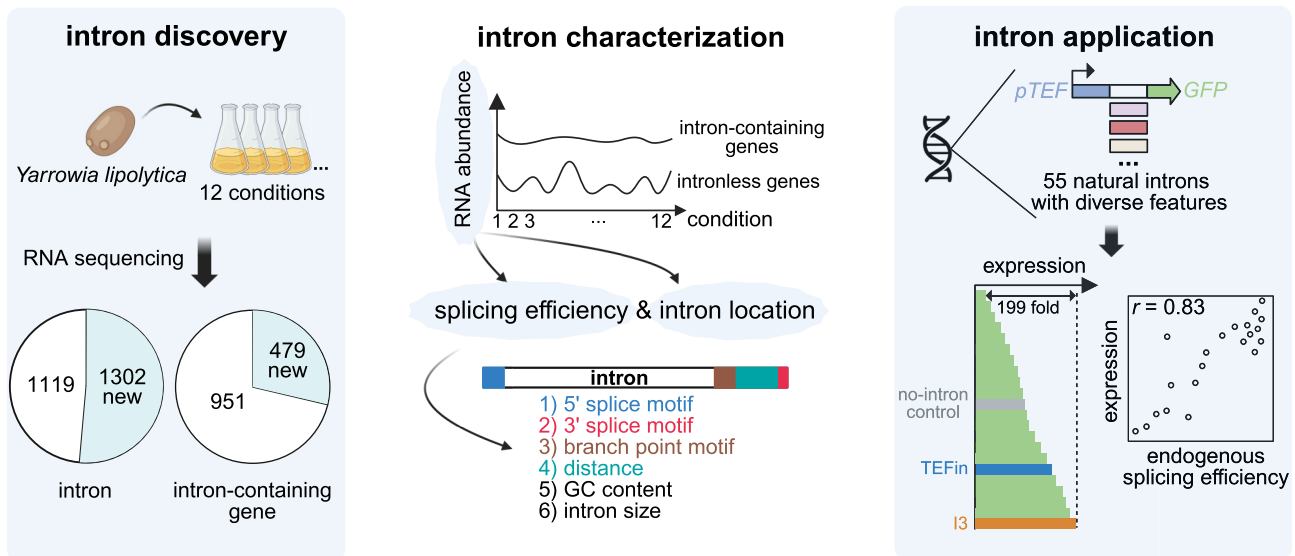 intron discovery
Yarrowia lipolytica
12 conditions
...
RNA sequencing
1119
1302
new
intron
951
479
new
intron-containing
gene
intron characterization
RNA abundance
intron-containing
genes
intronless genes
1 2 3 ... 12
condition
splicing efficiency & intron location
intron
1) 5' splice motif
2) 3' splice motif
3) branch point motif
4) distance
5) GC content
6) intron size
intron application
pTEF
GFP
...
55 natural introns
with diverse features
expression
199 fold
no-intron
control
TEFin
I3
r = 0.83
expression
endogenous
splicing efficiency